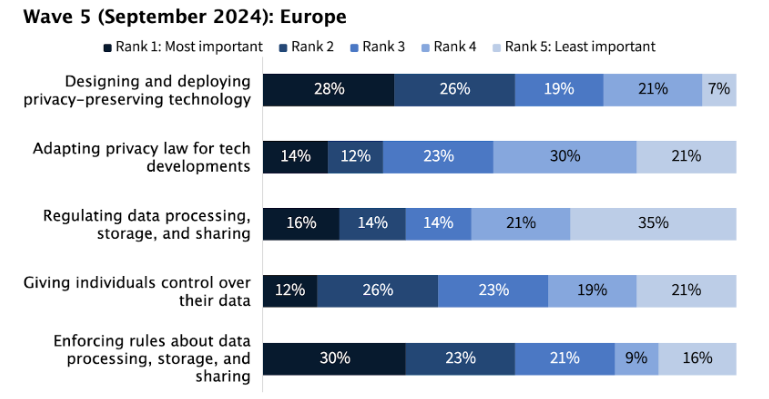 Wave 5 (September 2024): Europe
Rank 1: Most important Rank 2 Rank 3 Rank 4 Rank 5: Least important
Designing and deploying
privacy-preserving technology
28% 26% 19% 21% 7%
Adapting privacy law for tech
developments
14% 12% 23% 30% 21%
Regulating data processing,
storage, and sharing
16% 14% 14% 21% 35%
Giving individuals control over
their data
12% 26% 23% 19% 21%
Enforcing rules about data
processing, storage, and
sharing
30% 23% 21% 9% 16%